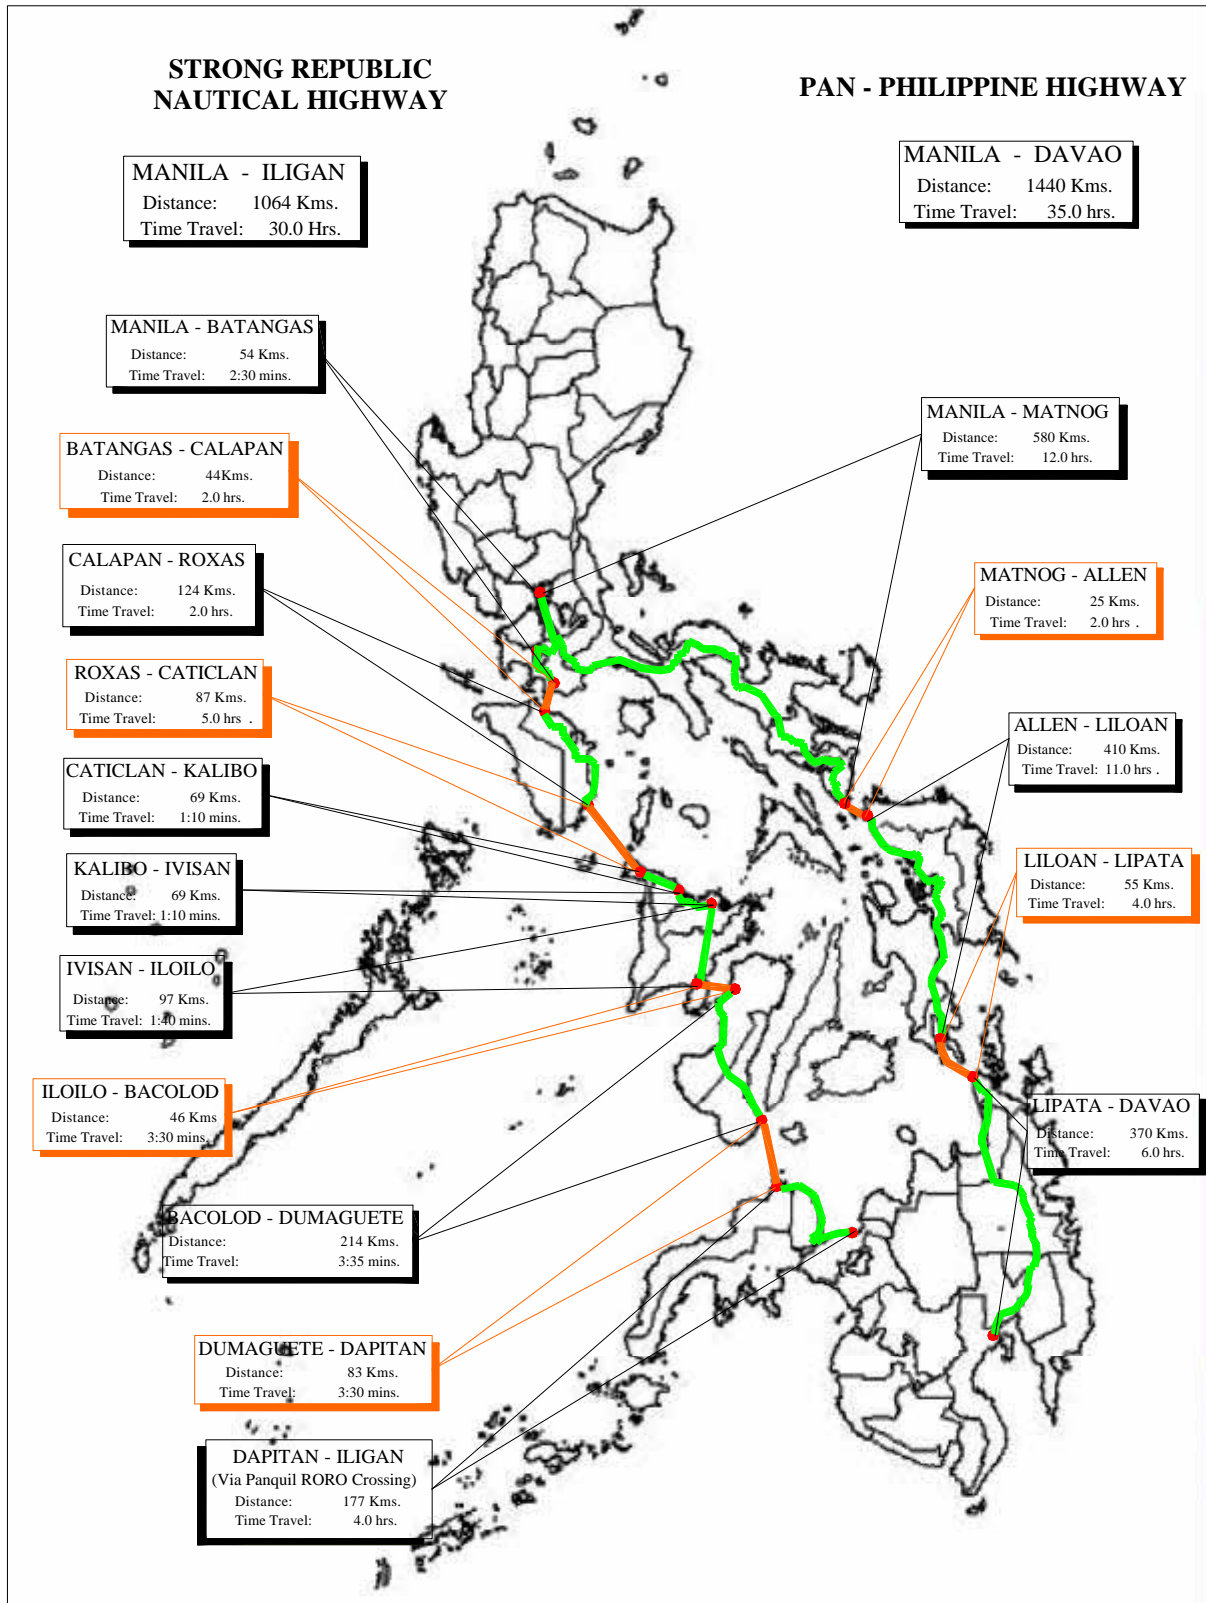 STRONG REPUBLIC
NAUTICAL HIGHWAY
PAN - PHILIPPINE HIGHWAY
MANILA - ILIGAN
Distance: 1064 Kms.
Time Travel: 30.0 Hrs.
MANILA - DAVAO
Distance: 1440 Kms.
Time Travel: 35.0 hrs.
MANILA - BATANGAS
Distance: 54 Kms.
Time Travel: 2:30 mins.
BATANGAS - CALAPAN
Distance: 44Kms.
Time Travel: 2.0 hrs.
CALAPAN - ROXAS
Distance: 124 Kms.
Time Travel: 2.0 hrs.
ROXAS - CATICLAN
Distance: 87 Kms.
Time Travel: 5.0 hrs .
CATICLAN - KALIBO
Distance: 69 Kms.
Time Travel: 1:10 mins.
KALIBO - IVISAN
Distance: 69 Kms.
Time Travel: 1:10 mins.
IVISAN - ILOILO
Distance: 97 Kms.
Time Travel: 1:40 mins.
ILOILO - BACOLOD
Distance: 46 Kms
Time Travel: 3:30 mins.
BACOLOD - DUMAGUETE
Distance: 214 Kms.
Time Travel: 3:35 mins.
DUMAGUETE - DAPITAN
Distance: 83 Kms.
Time Travel: 3:30 mins.
DAPITAN - ILIGAN
(Via Panquil RORO Crossing)
Distance: 177 Kms.
Time Travel: 4.0 hrs.
MANILA - MATNOG
Distance: 580 Kms.
Time Travel: 12.0 hrs.
MATNOG - ALLEN
Distance: 25 Kms.
Time Travel: 2.0 hrs .
ALLEN - LILOAN
Distance: 410 Kms.
Time Travel: 11.0 hrs .
LILOAN - LIPATA
Distance: 55 Kms.
Time Travel: 4.0 hrs.
LIPATA - DAVAO
Distance: 370 Kms.
Time Travel: 6.0 hrs.